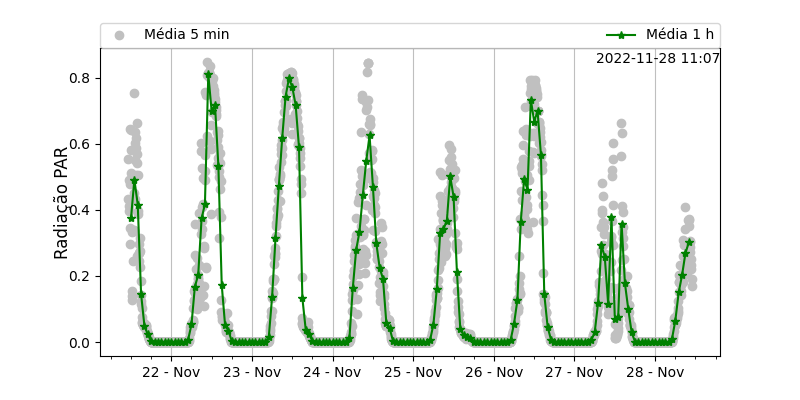 Média 5 min
Média 1 h
2022-11-28 11:07
Radiação PAR
0.8
0.6
0.4
0.2
0.0
22 - Nov
23 - Nov
24 - Nov
25 - Nov
26 - Nov
27 - Nov
28 - Nov